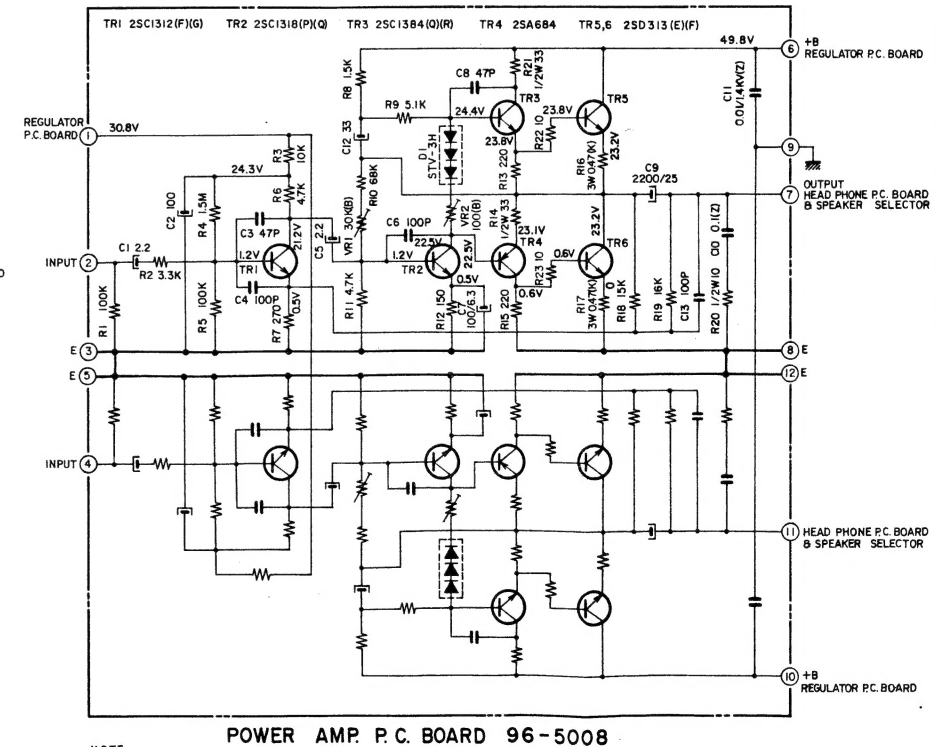 TR1 2SC1312(F)(G) TR2 2SC1318(P)(Q) TR3 2SC1384(Q)(R) TR4 2SA684 TR5,6 2SD313(E)(F)
49.8V
6 +B
REGULATOR P.C. BOARD
R8 1.5K
C8 47P
R21
1/2W 33
C11
0.01/1.4KV(Z)
R9 5.1K
TR3
TR5
24.4V
23.8V
REGULATOR
P.C. BOARD 1
30.8V
C12 33
D1
STV-3H
23.8V
R22 10
23.2V
R3
10K
9
24.3V
R13 220
R16
3W 0.47(K)
C9
2200/25
R10 68K
7 OUTPUT
HEAD PHONE P.C. BOARD
& SPEAKER SELECTOR
C2 100
R4 1.5M
R6
4.7K
VR1 30K(B)
VR2
100(B)
R14
1/2W 33
C3 47P
C5 2.2
C6 100P
23.2V
C10 0.1(Z)
21.2V
22.5V
23.1V
C1 2.2
INPUT 2
R2 3.3K
1.2V
TR1
1.2V
TR2
22.5V
TR4
R23 10
0.6V
TR6
C4 100P
0.5V
0.5V
0.6V
0
R1 100K
R5 100K
R7 270
R11 4.7K
R12 150
C7
100/6.3
R15 220
R17
3W 0.47(K)
R18 15K
R19 16K
C13 100P
R20 1/2W10
E 3
8 E
E 5
12 E
INPUT 4
11 HEAD PHONE P.C. BOARD
& SPEAKER SELECTOR
10 +B
REGULATOR P.C. BOARD
POWER AMP. P. C. BOARD 96-5008